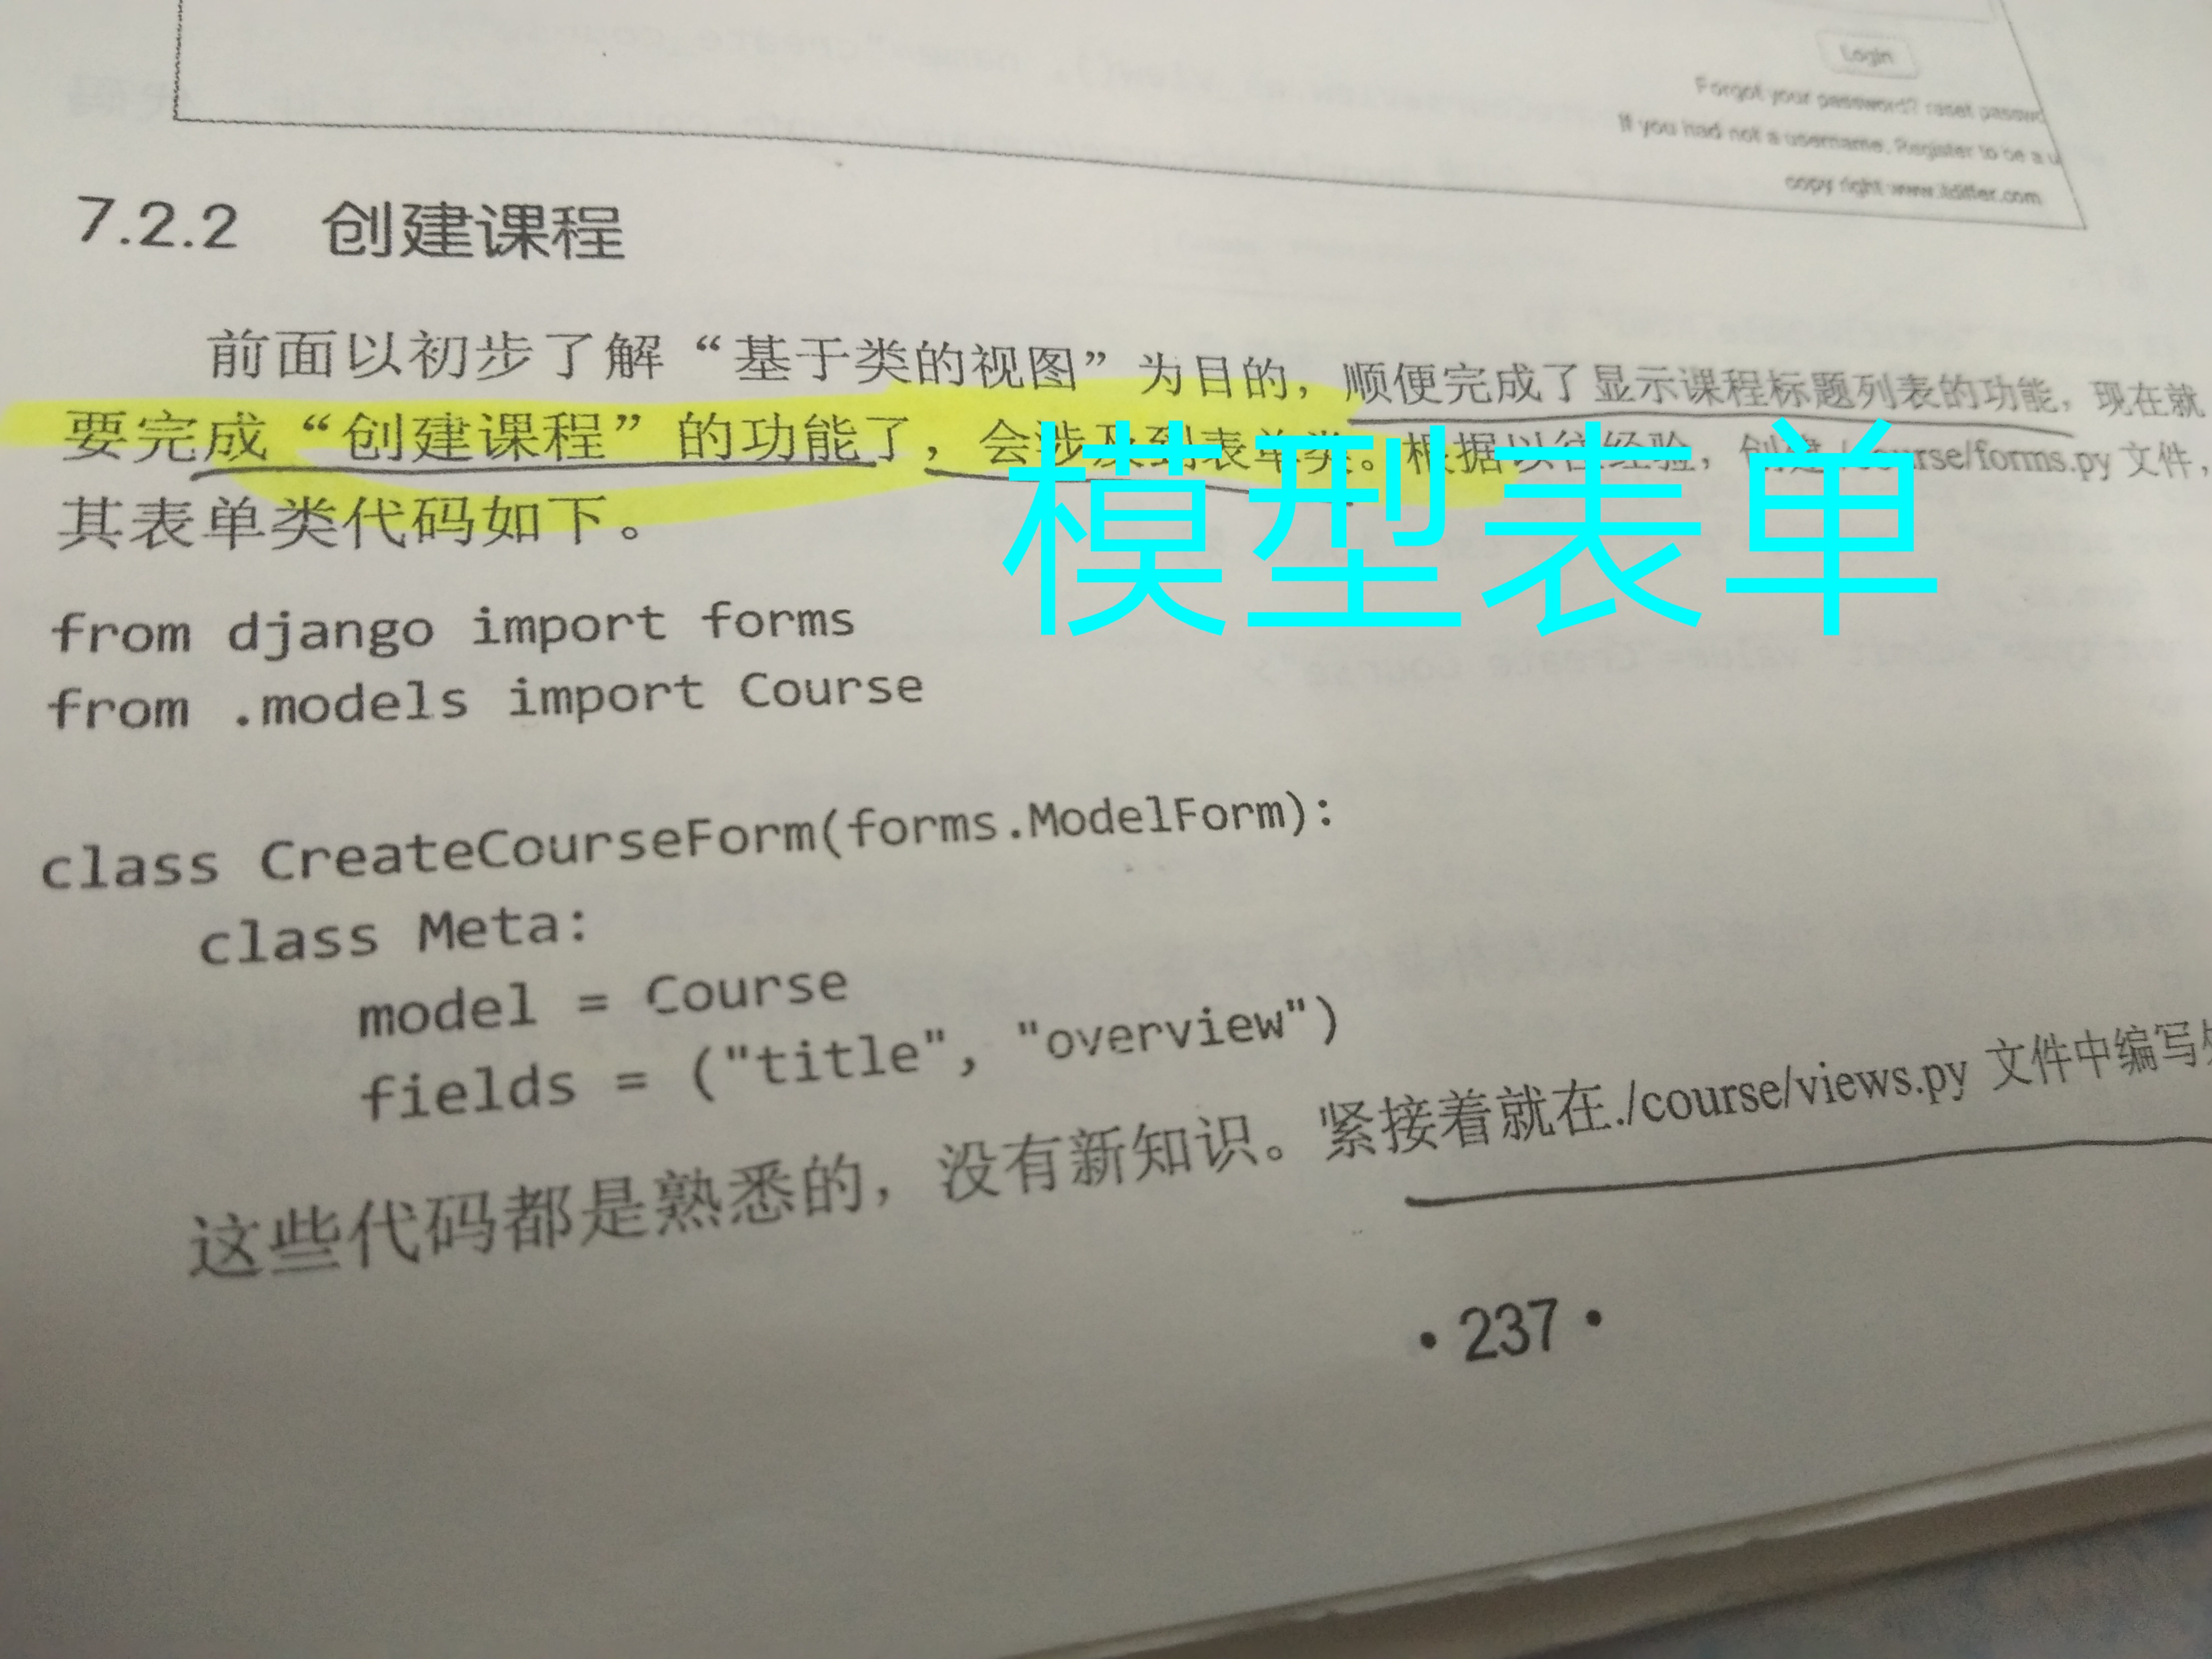 Login
Forgot your password? reset passwo
If you had not a username, Register to be a u
copy right www.itdiffer.com
7.2.2 创建课程
前面以初步了解“基于类的视图”为目的，顺便完成了显示课程标题列表的功能，现在就
要完成“创建课程”的功能了，会涉及到表单类。根据以往经验，创建./course/forms.py 文件，
其表单类代码如下。
模型表单
from django import forms
from .models import Course
class CreateCourseForm(forms.ModelForm):
class Meta:
model = Course
fields = ("title", "overview")
这些代码都是熟悉的，没有新知识。紧接着就在./course/views.py 文件中编写
·237·